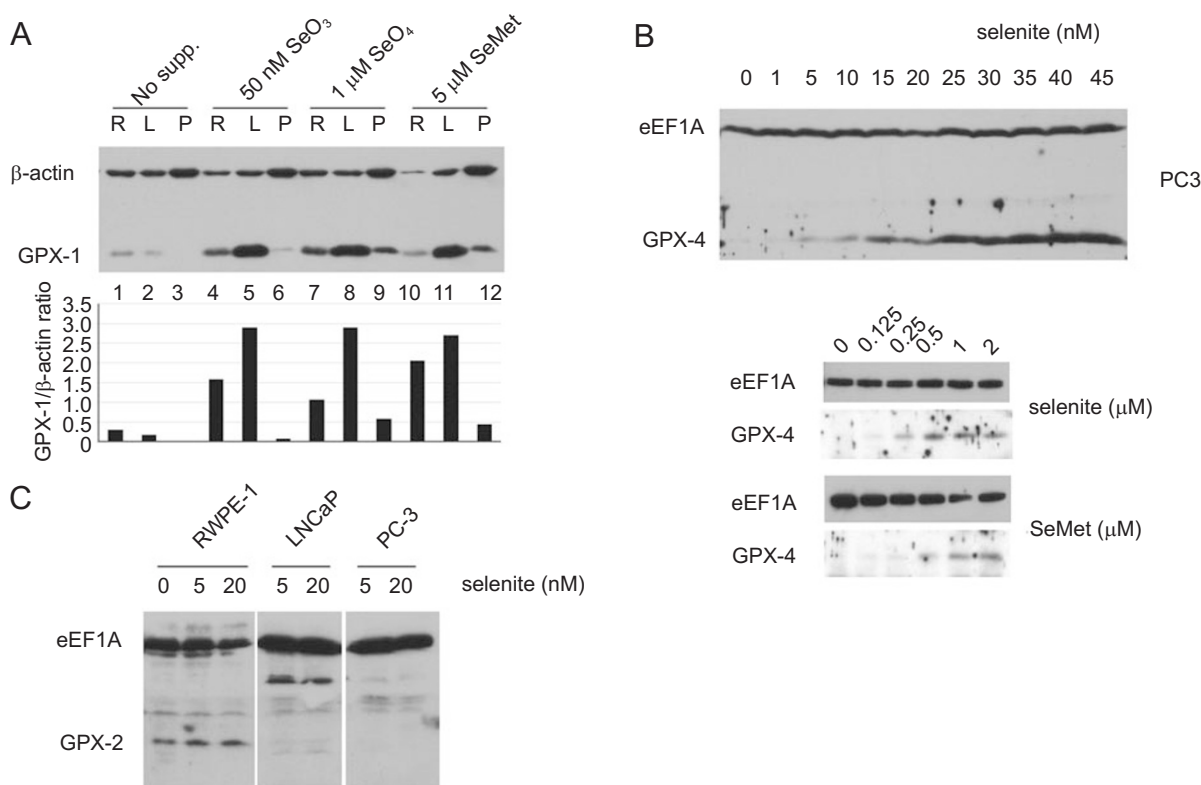 A
No supp.
50 nM SeO3
1 μM SeO4
5 μM SeMet
R L P R L P R L P R L P
β-actin
GPX-1
1 2 3 4 5 6 7 8 9 10 11 12
GPX-1/β-actin ratio
3.5
3.0
2.5
2.0
1.5
1.0
0.5
0
B
selenite (nM)
0 1 5 10 15 20 25 30 35 40 45
eEF1A
PC3
GPX-4
0 0.125 0.25 0.5 1 2
eEF1A
selenite (μM)
GPX-4
eEF1A
SeMet (μM)
GPX-4
C
RWPE-1
LNCaP
PC-3
0 5 20 5 20 5 20 selenite (nM)
eEF1A
GPX-2